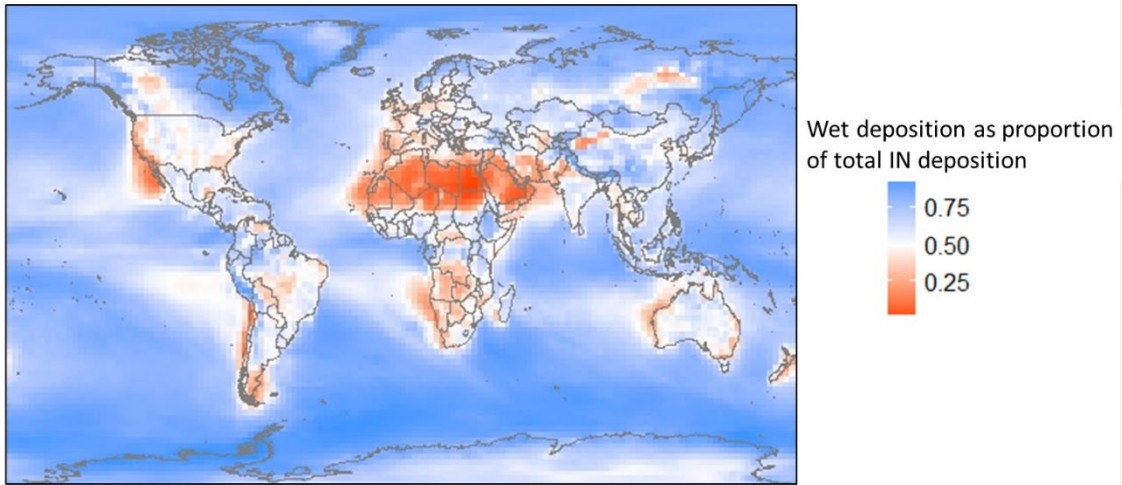 Wet deposition as proportion
of total IN deposition
0.75
0.50
0.25